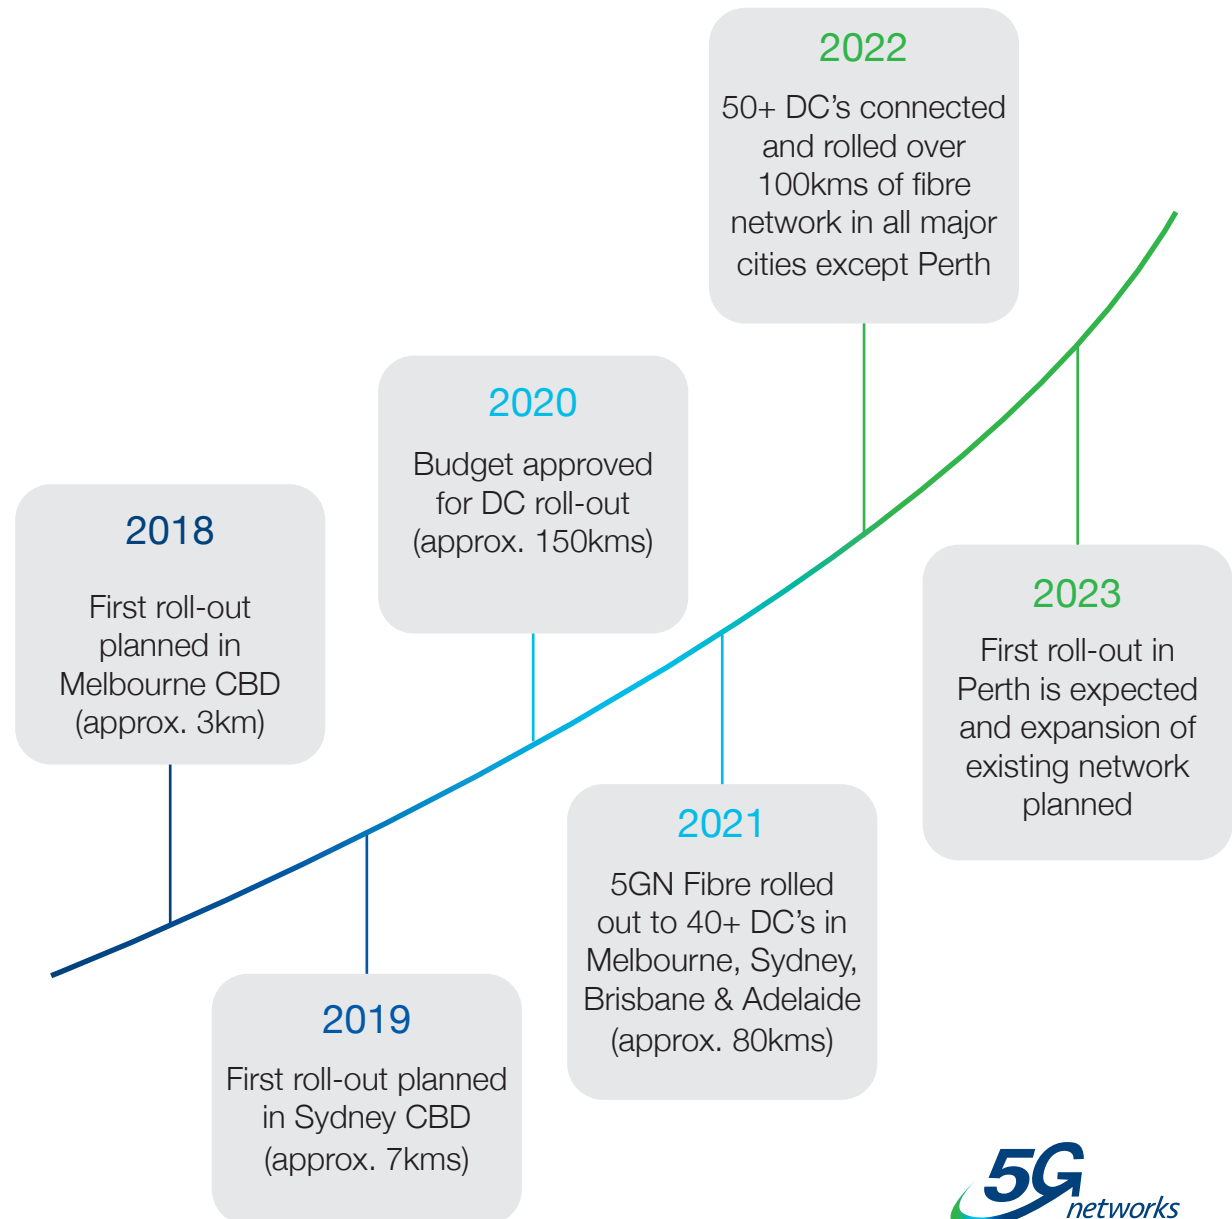 2022
50+ DC’s connected
and rolled over
100kms of fibre
network in all major
cities except Perth
2020
Budget approved
for DC roll-out
(approx. 150kms)
2018
First roll-out
planned in
Melbourne CBD
(approx. 3km)
2023
First roll-out in
Perth is expected
and expansion of
existing network
planned
2021
5GN Fibre rolled
out to 40+ DC’s in
Melbourne, Sydney,
Brisbane & Adelaide
(approx. 80kms)
2019
First roll-out planned
in Sydney CBD
(approx. 7kms)
5G
networks